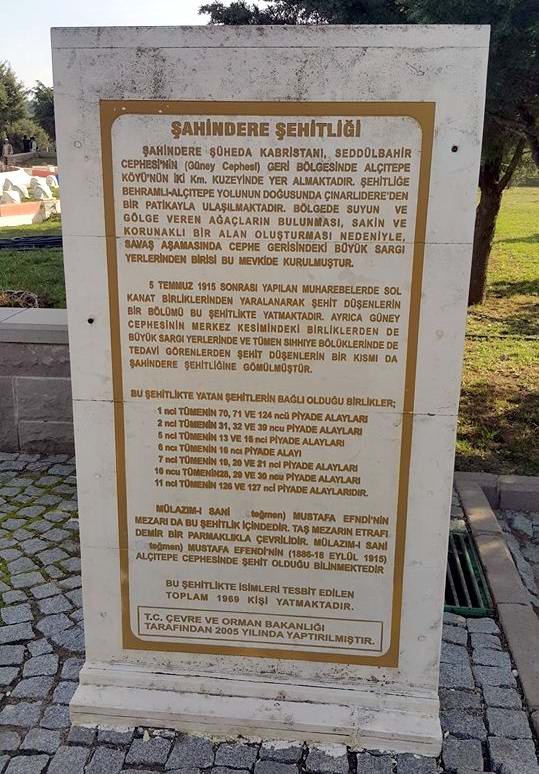 ŞAHİNDERE ŞEHİTLİĞİ
ŞAHİNDERE ŞÜHEDA KABRİSTANI, SEDDÜLBAHİR
CEPHESİ'NİN (Güney Cephesi) GERİ BÖLGESİNDE ALÇITEPE
KÖYÜ'NÜN İKİ Km. KUZEYİNDE YER ALMAKTADIR. ŞEHİTLİĞE
BEHRAMLI-ALÇITEPE YOLUNUN DOĞUSUNDA ÇINARLIDERE'DEN
BİR PATİKAYLA ULAŞILMAKTADIR. BÖLGEDE SUYUN VE
GÖLGE VEREN AĞAÇLARIN BULUNMASI, SAKİN VE
KORUNAKLI BİR ALAN OLUŞTURMASI NEDENİYLE,
SAVAŞ AŞAMASINDA CEPHE GERİSİNDEKİ BÜYÜK SARGI
YERLERİNDEN BİRİSİ BU MEVKİDE KURULMUŞTUR.
5 TEMMUZ 1915 SONRASI YAPILAN MUHAREBELERDE SOL
KANAT BİRLİKLERİNDEN YARALANARAK ŞEHİT DÜŞENLERİN
BİR BÖLÜMÜ BU ŞEHİTLİKTE YATMAKTADIR. AYRICA GÜNEY
CEPHESİNİN MERKEZ KESİMİNDEKİ BİRLİKLERDEN DE
BÜYÜK SARGI YERLERİNDE VE TÜMEN SIHHİYE BÖLÜKLERİNDE DE
TEDAVİ GÖRENLERDEN ŞEHİT DÜŞENLERİN BİR KISMI DA
ŞAHİNDERE ŞEHİTLİĞİNE GÖMÜLMÜŞTÜR.
BU ŞEHİTLİKTE YATAN ŞEHİTLERİN BAĞLI OLDUĞU BİRLİKLER;
1 nci TÜMENİN 70, 71 VE 124 ncü PİYADE ALAYLARI
2 nci TÜMENİN 31, 32 VE 39 ncu PİYADE ALAYLARI
5 nci TÜMENİN 13 VE 15 nci PİYADE ALAYLARI
6 ncı TÜMENİN 16 ncı PİYADE ALAYI
7 nci TÜMENİN 19, 20 VE 21 nci PİYADE ALAYLARI
10 ncu TÜMENİN28, 29 VE 30 ncu PİYADE ALAYLARI
11 nci TÜMENİN 126 VE 127 nci PİYADE ALAYLARIDIR.
MÜLAZIM-I SANİ teğmen) MUSTAFA EFNDİ'NİN
MEZARI DA BU ŞEHİTLİK İÇİNDEDİR. TAŞ MEZARIN ETRAFI
DEMİR BİR PARMAKLIKLA ÇEVRİLİDİR. MÜLAZIM-I SANİ
teğmen) MUSTAFA EFENDİ'NİN (1886-18 EYLÜL 1915)
ALÇITEPE CEPHESİNDE ŞEHİT OLDUĞU BİLİNMEKTEDİR
BU ŞEHİTLİKTE İSİMLERİ TESBİT EDİLEN
TOPLAM 1969 KİŞİ YATMAKTADIR.
T.C. ÇEVRE VE ORMAN BAKANLIĞI
TARAFINDAN 2005 YILINDA YAPTIRILMIŞTIR.